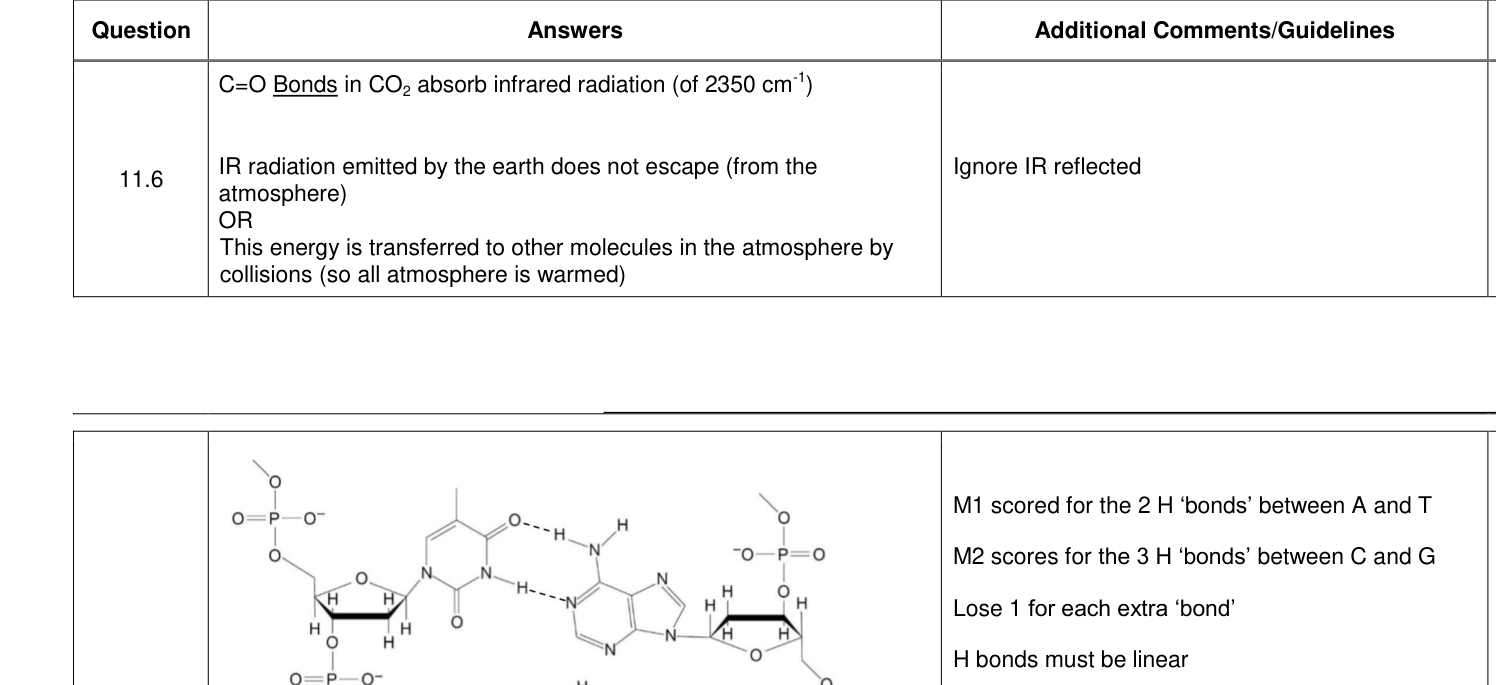 Question Answers Additional Comments/Guidelines
C=O Bonds in CO₂ absorb infrared radiation (of 2350 cm⁻¹)
11.6
IR radiation emitted by the earth does not escape (from the
atmosphere)
Ignore IR reflected
OR
This energy is transferred to other molecules in the atmosphere by
collisions (so all atmosphere is warmed)
O
O=P—O⁻
O
O
H H
H H
O H
O=P—O⁻
N
O
N
O
H
H
H
N
N
N
N
N
H
O
⁻O—P=O
O
H
H
H
H H
O
O
M1 scored for the 2 H ‘bonds’ between A and T
M2 scores for the 3 H ‘bonds’ between C and G
Lose 1 for each extra ‘bond’
H bonds must be linear